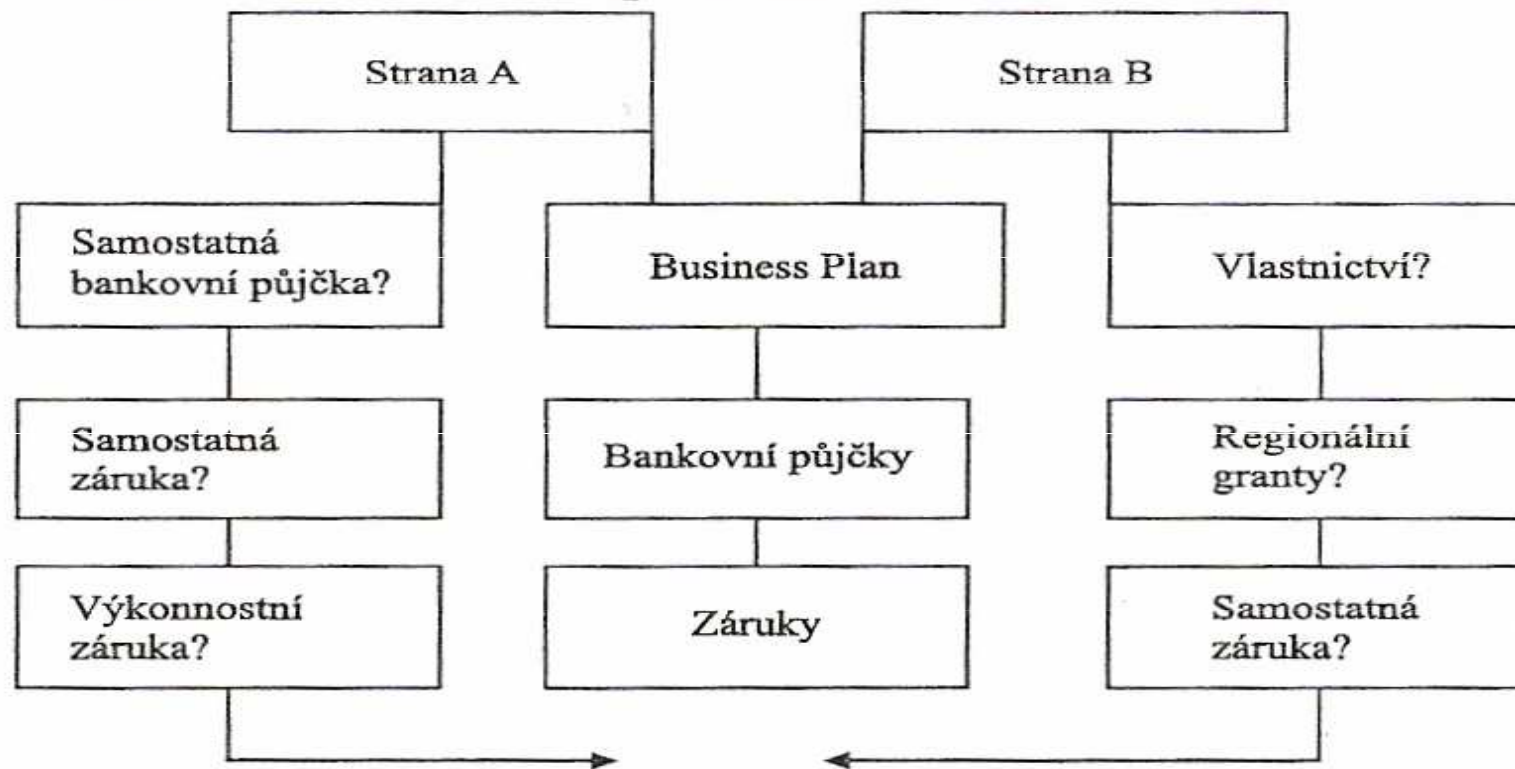 Strana A
Strana B
Samostatná
bankovní půjčka?
Business Plan
Vlastnictví?
Samostatná
záruka?
Bankovní půjčky
Regionální
granty?
Výkonnostní
záruka?
Záruky
Samostatná
záruka?